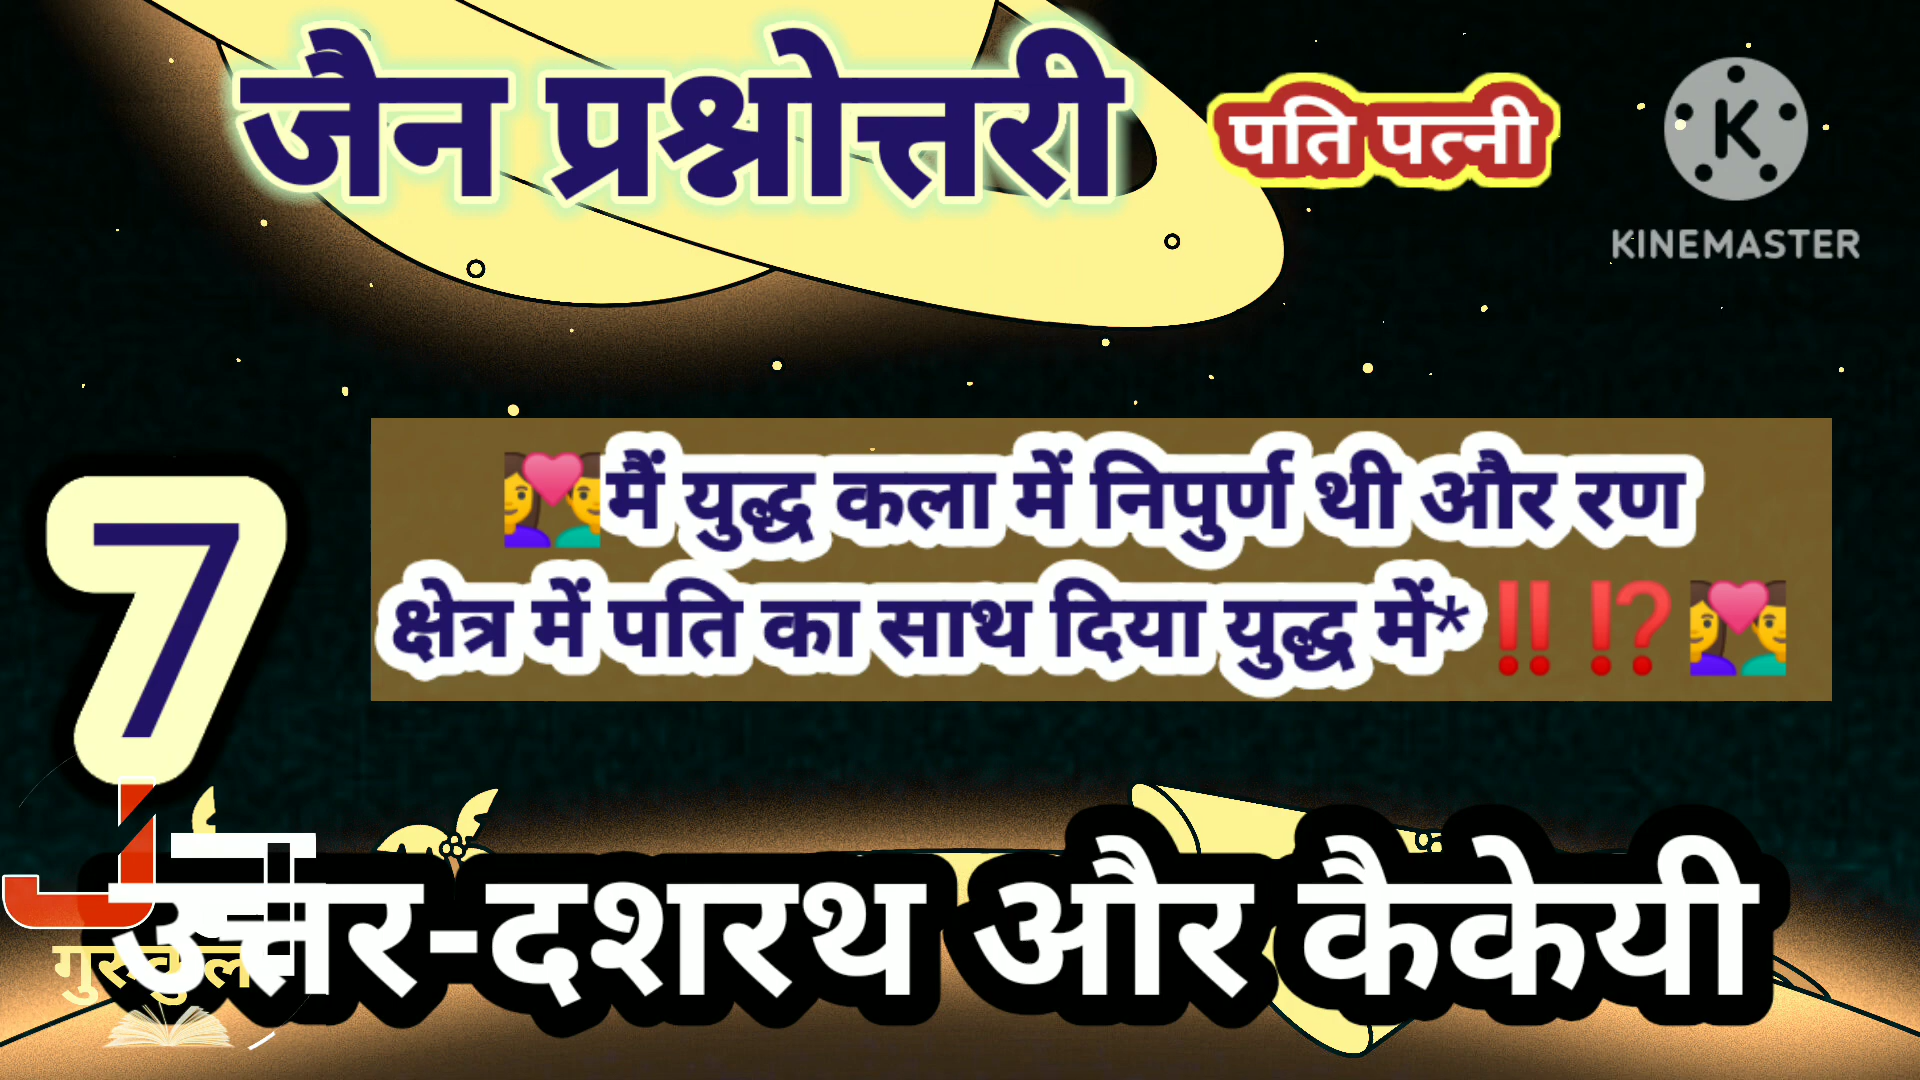 जैन प्रश्नोत्तरी
पति पत्नी
KINEMASTER
7
👩‍❤️‍👨मैं युद्ध कला में निपुर्ण थी और रण
क्षेत्र में पति का साथ दिया युद्ध में*‼️⁉️👩‍❤️‍👨
उत्तर-दशरथ और कैकेयी
गुरुकुल